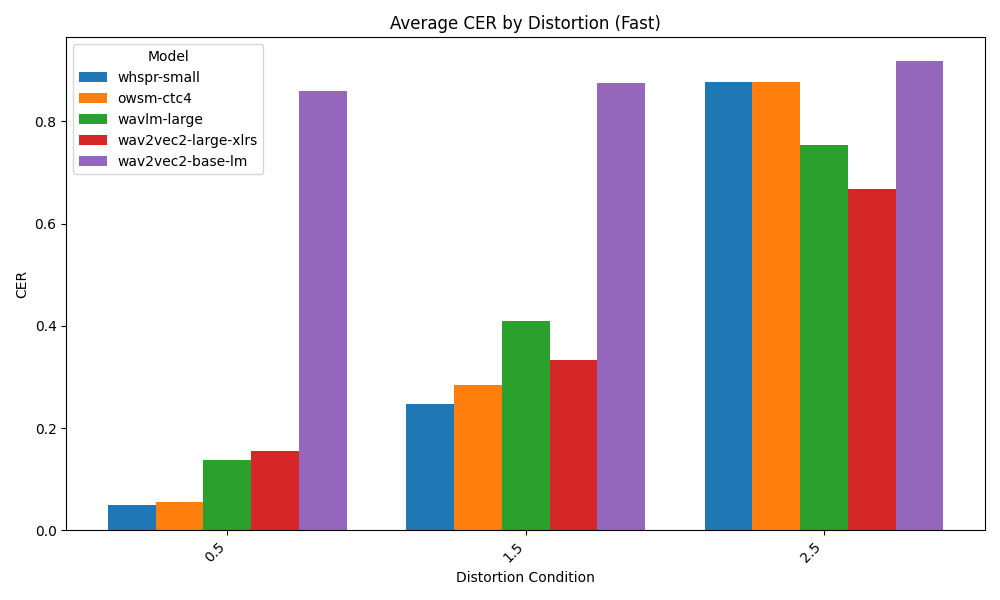 Average CER by Distortion (Fast)
Model
whspr-small
owsm-ctc4
wavlm-large
wav2vec2-large-xlrs
wav2vec2-base-lm
CER
0.8
0.6
0.4
0.2
0.0
0.5
1.5
2.5
Distortion Condition